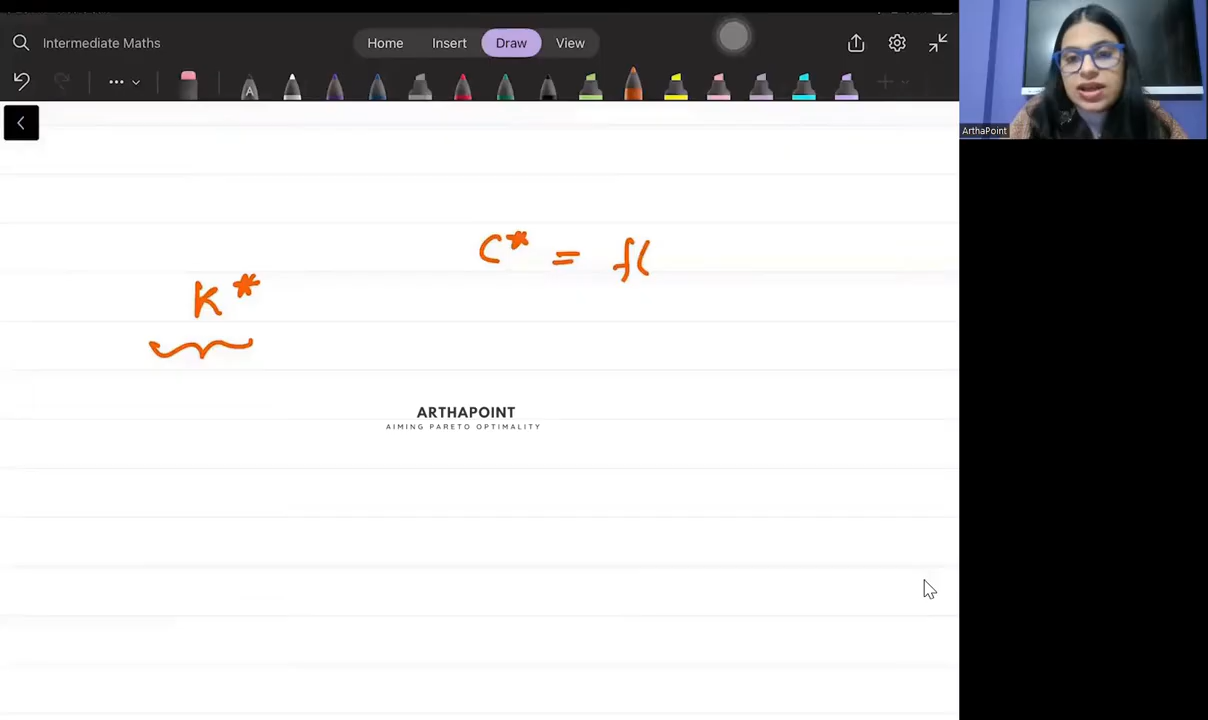 Intermediate Maths
Home Insert Draw View
A
ArthaPoint
C* = f(
K*
ARTHAPOINT
AIMING PARETO OPTIMALITY